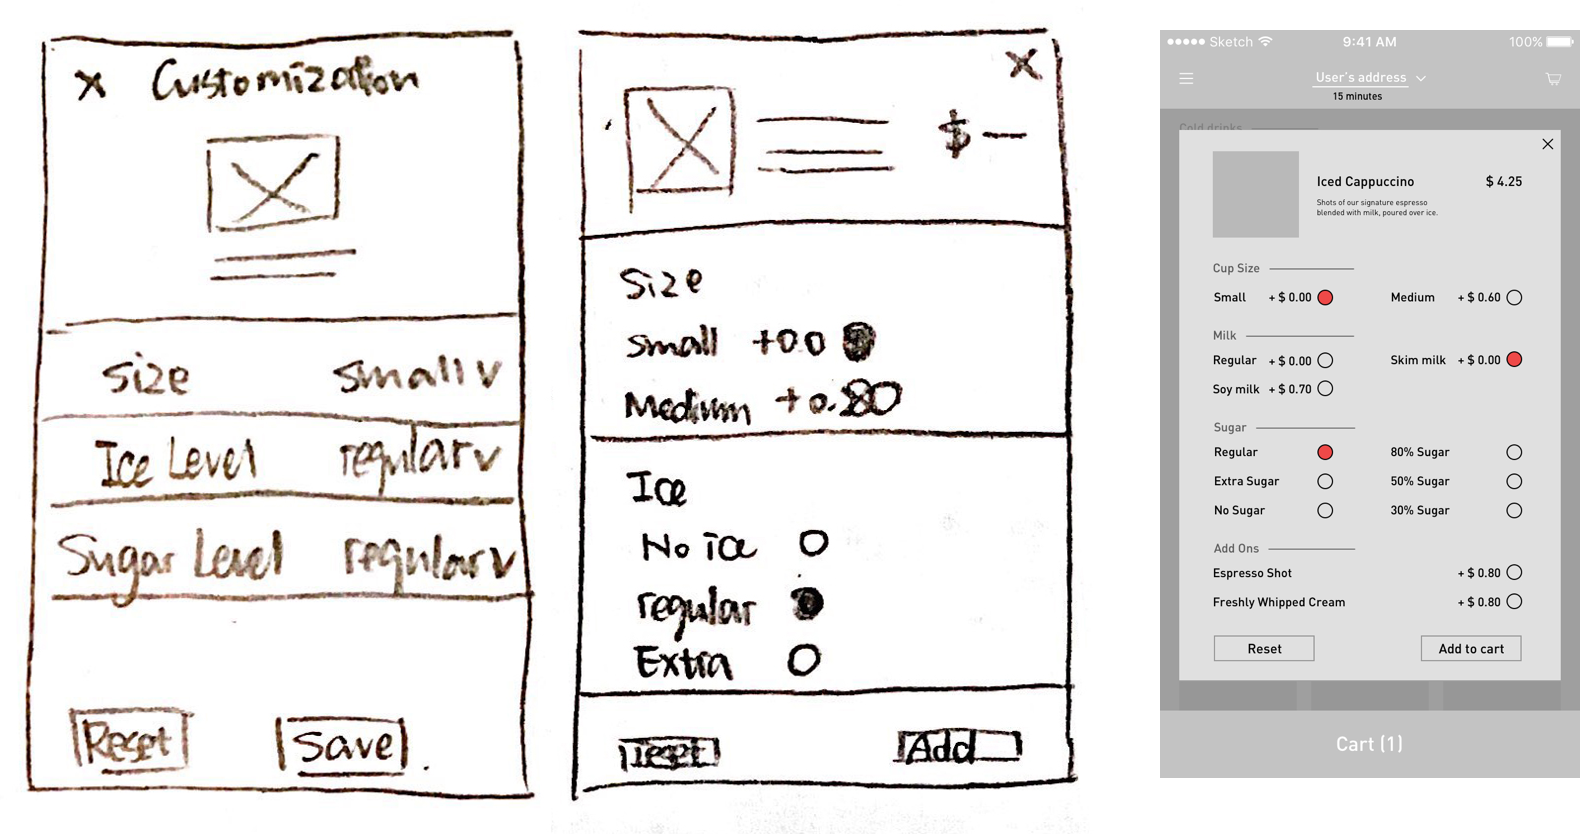 x Customization
Size small v
Ice Level regular v
Sugar Level regular v
Reset Save
x
$ —
Size
small +0.0
Medium +0.80
Ice
No ice
regular
Extra
reset Add
Sketch 9:41 AM 100%
User's address
15 minutes
Cold drinks
Iced Cappuccino $ 4.25
Shots of our signature espresso
blended with milk, poured over ice.
Cup Size
Small + $ 0.00 Medium + $ 0.60
Milk
Regular + $ 0.00 Skim milk + $ 0.00
Soy milk + $ 0.70
Sugar
Regular 80% Sugar
Extra Sugar 50% Sugar
No Sugar 30% Sugar
Add Ons
Espresso Shot + $ 0.80
Freshly Whipped Cream + $ 0.80
Reset Add to cart
Cart (1)